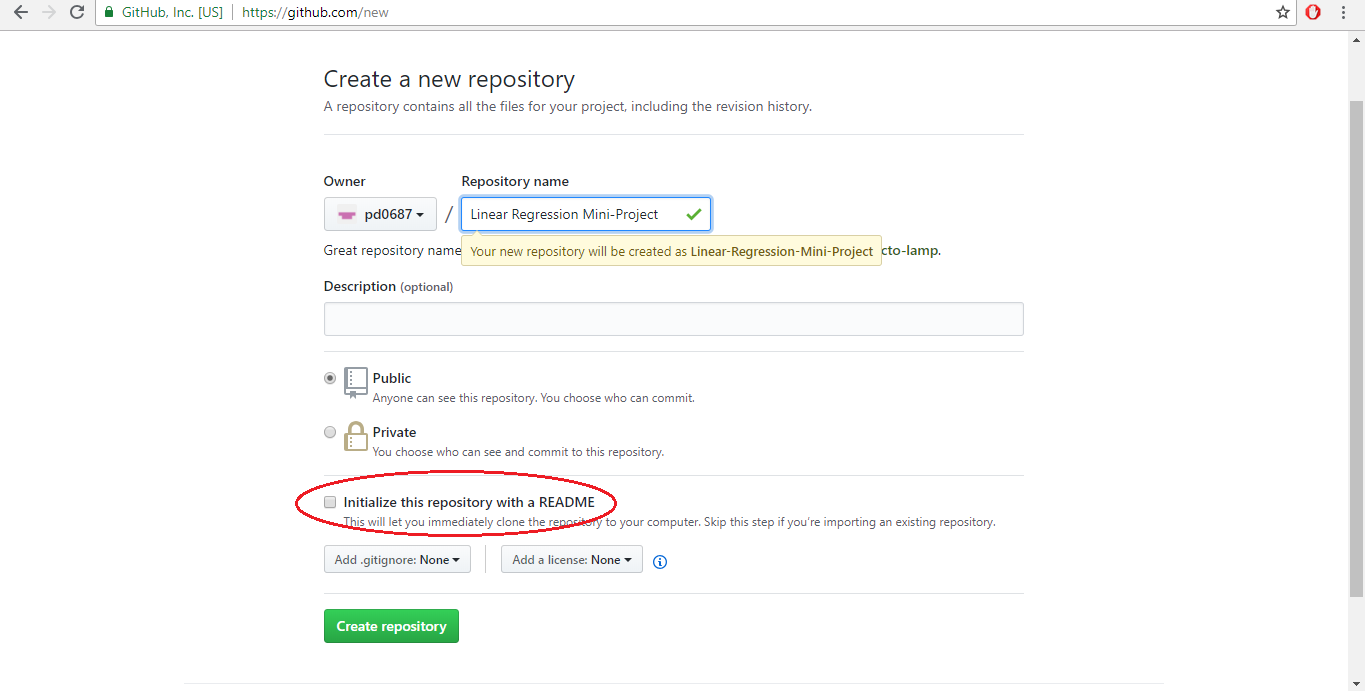 GitHub, Inc. [US] https://github.com/new
Create a new repository
A repository contains all the files for your project, including the revision history.
Owner Repository name
pd0687 / Linear Regression Mini-Project
Great repository name
Your new repository will be created as Linear-Regression-Mini-Project
cto-lamp.
Description (optional)
Public
Anyone can see this repository. You choose who can commit.
Private
You choose who can see and commit to this repository.
Initialize this repository with a README
This will let you immediately clone the repository to your computer. Skip this step if you're importing an existing repository.
Add .gitignore: None Add a license: None
Create repository